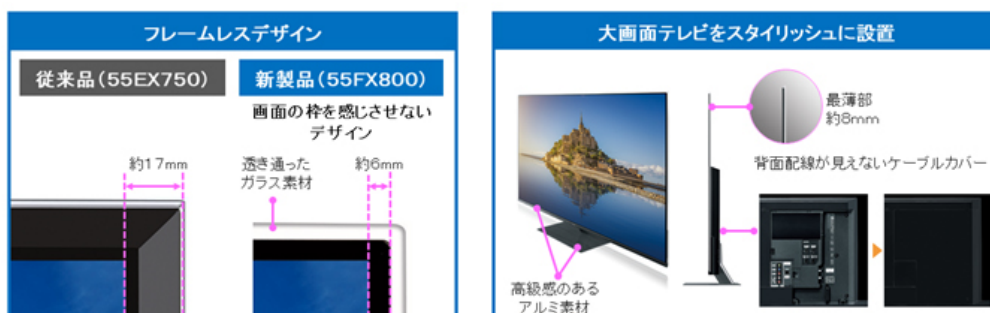 フレームレスデザイン
従来品(55EX750)
新製品(55FX800)
画面の枠を感じさせない
デザイン
約17mm
透き通った
ガラス素材
約6mm
大画面テレビをスタイリッシュに設置
最薄部
約8mm
背面配線が見えないケーブルカバー
高級感のある
アルミ素材